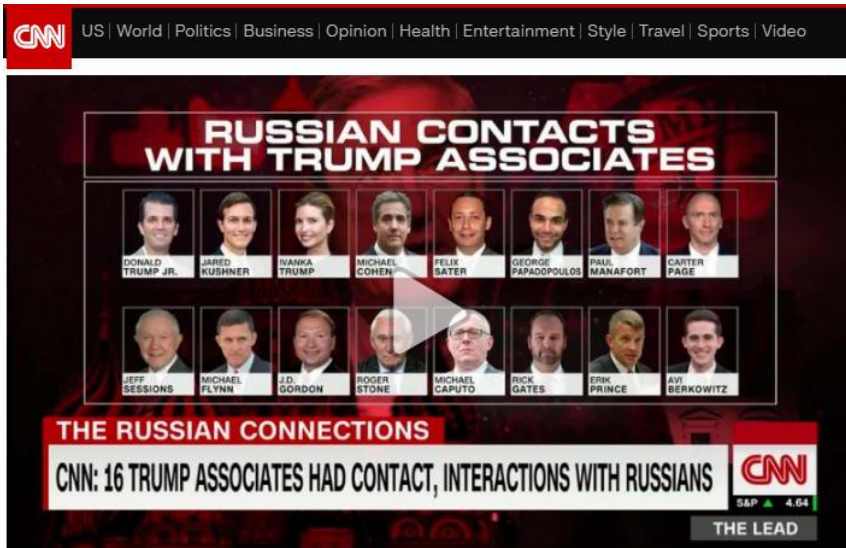 CNN US | World | Politics | Business | Opinion | Health | Entertainment | Style | Travel | Sports | Video
RUSSIAN CONTACTS
WITH TRUMP ASSOCIATES
DONALD TRUMP JR.
JARED KUSHNER
IVANKA TRUMP
MICHAEL COHEN
FELIX SATER
GEORGE PAPADOPOULOS
PAUL MANAFORT
CARTER PAGE
JEFF SESSIONS
MICHAEL FLYNN
J.D. GORDON
ROGER STONE
MICHAEL CAPUTO
RICK GATES
ERIK PRINCE
AVI BERKOWITZ
THE RUSSIAN CONNECTIONS
CNN: 16 TRUMP ASSOCIATES HAD CONTACT, INTERACTIONS WITH RUSSIANS
CNN
S&P ▲ 4.64
THE LEAD